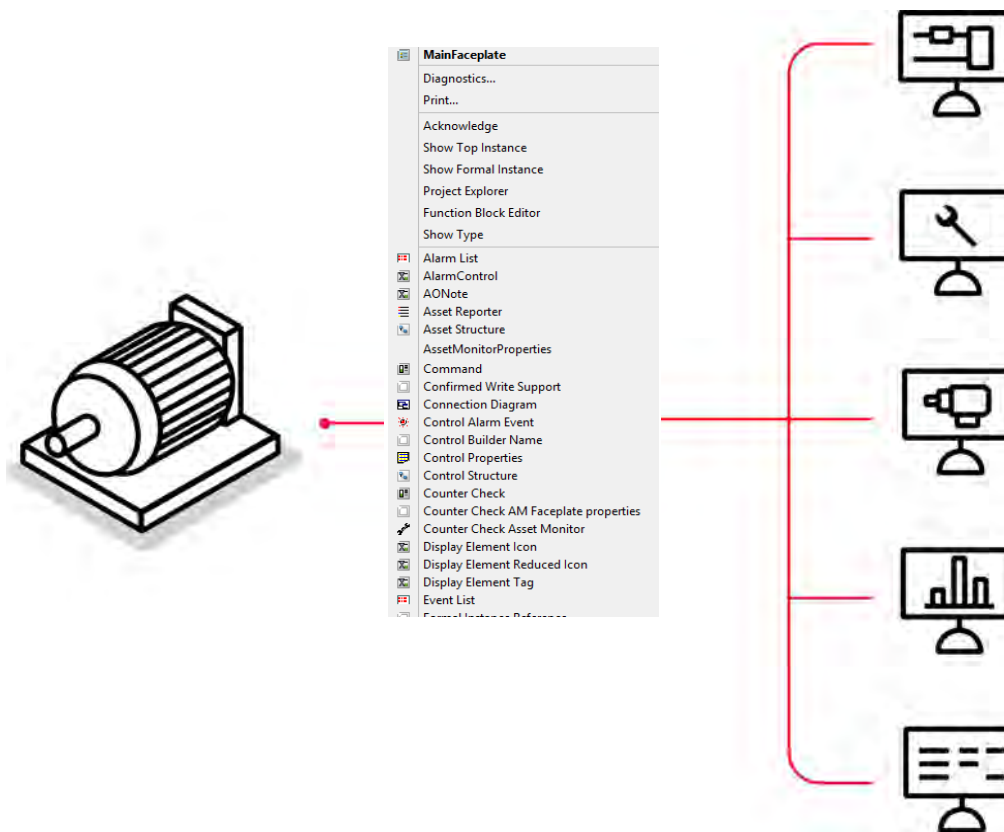 MainFaceplate
Diagnostics...
Print...
Acknowledge
Show Top Instance
Show Formal Instance
Project Explorer
Function Block Editor
Show Type
Alarm List
AlarmControl
AONote
Asset Reporter
Asset Structure
AssetMonitorProperties
Command
Confirmed Write Support
Connection Diagram
Control Alarm Event
Control Builder Name
Control Properties
Control Structure
Counter Check
Counter Check AM Faceplate properties
Counter Check Asset Monitor
Display Element Icon
Display Element Reduced Icon
Display Element Tag
Event List
Formal Instance Reference